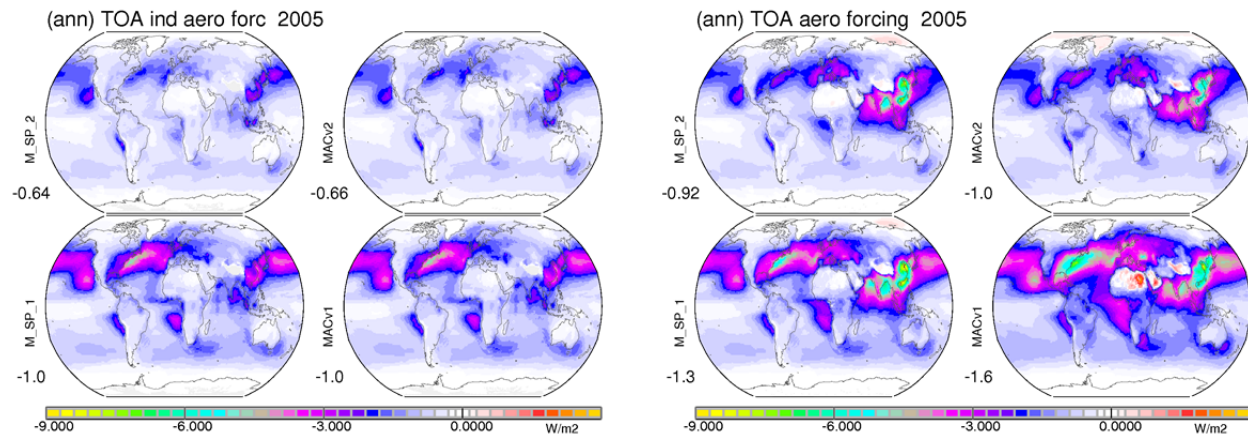 (ann) TOA ind aero forc 2005
M_SP_2
-0.64
MACv2
-0.66
M_SP_1
-1.0
MACv1
-1.0
-9.000 -6.000 -3.000 0.0000 W/m2
(ann) TOA aero forcing 2005
M_SP_2
-0.92
MACv2
-1.0
M_SP_1
-1.3
MACv1
-1.6
-9.000 -6.000 -3.000 0.0000 W/m2